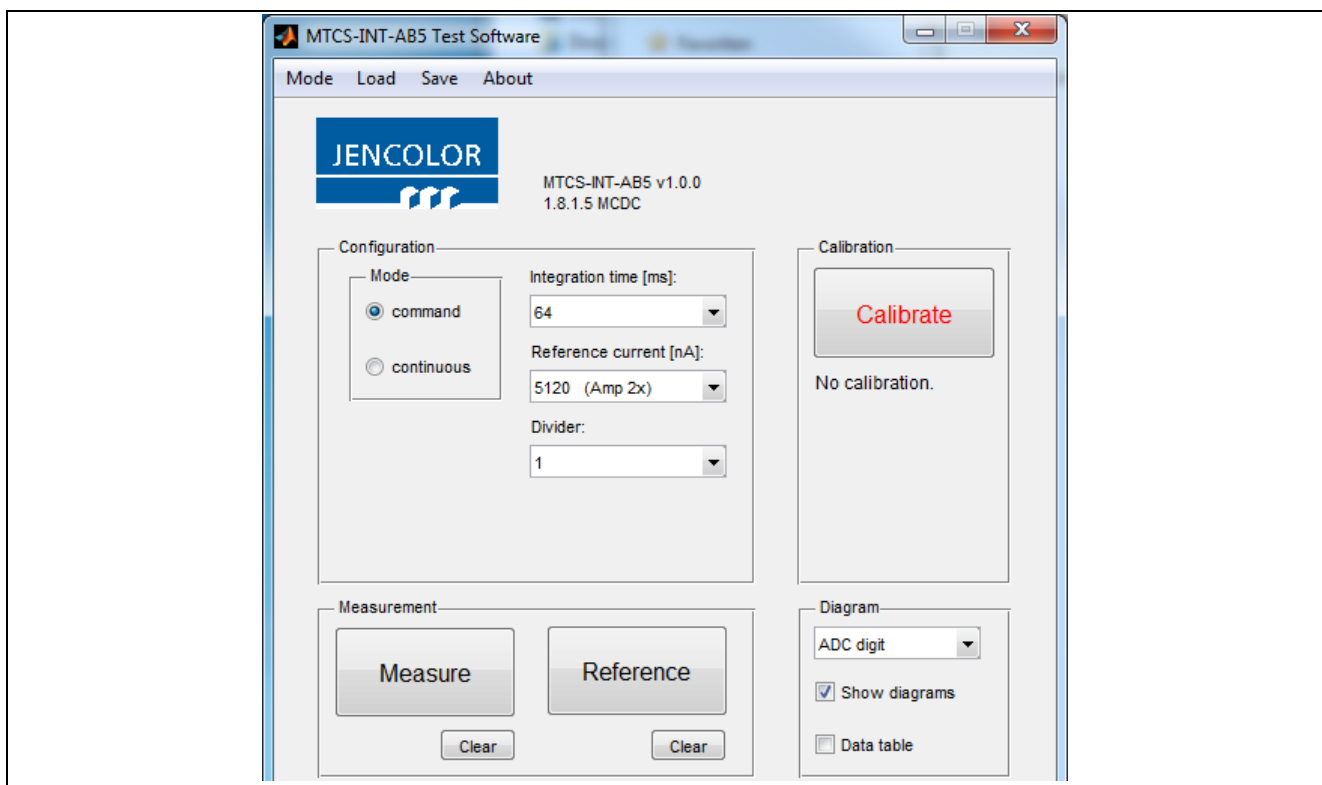 MTCS-INT-AB5 Test Software
Mode Load Save About
JENCOLOR
MTCS-INT-AB5 v1.0.0
1.8.1.5 MCDC
Configuration
Mode
command
continuous
Integration time [ms]:
64
Reference current [nA]:
5120 (Amp 2x)
Divider:
1
Calibration
Calibrate
No calibration.
Measurement
Measure
Reference
Clear
Clear
Diagram
ADC digit
Show diagrams
Data table